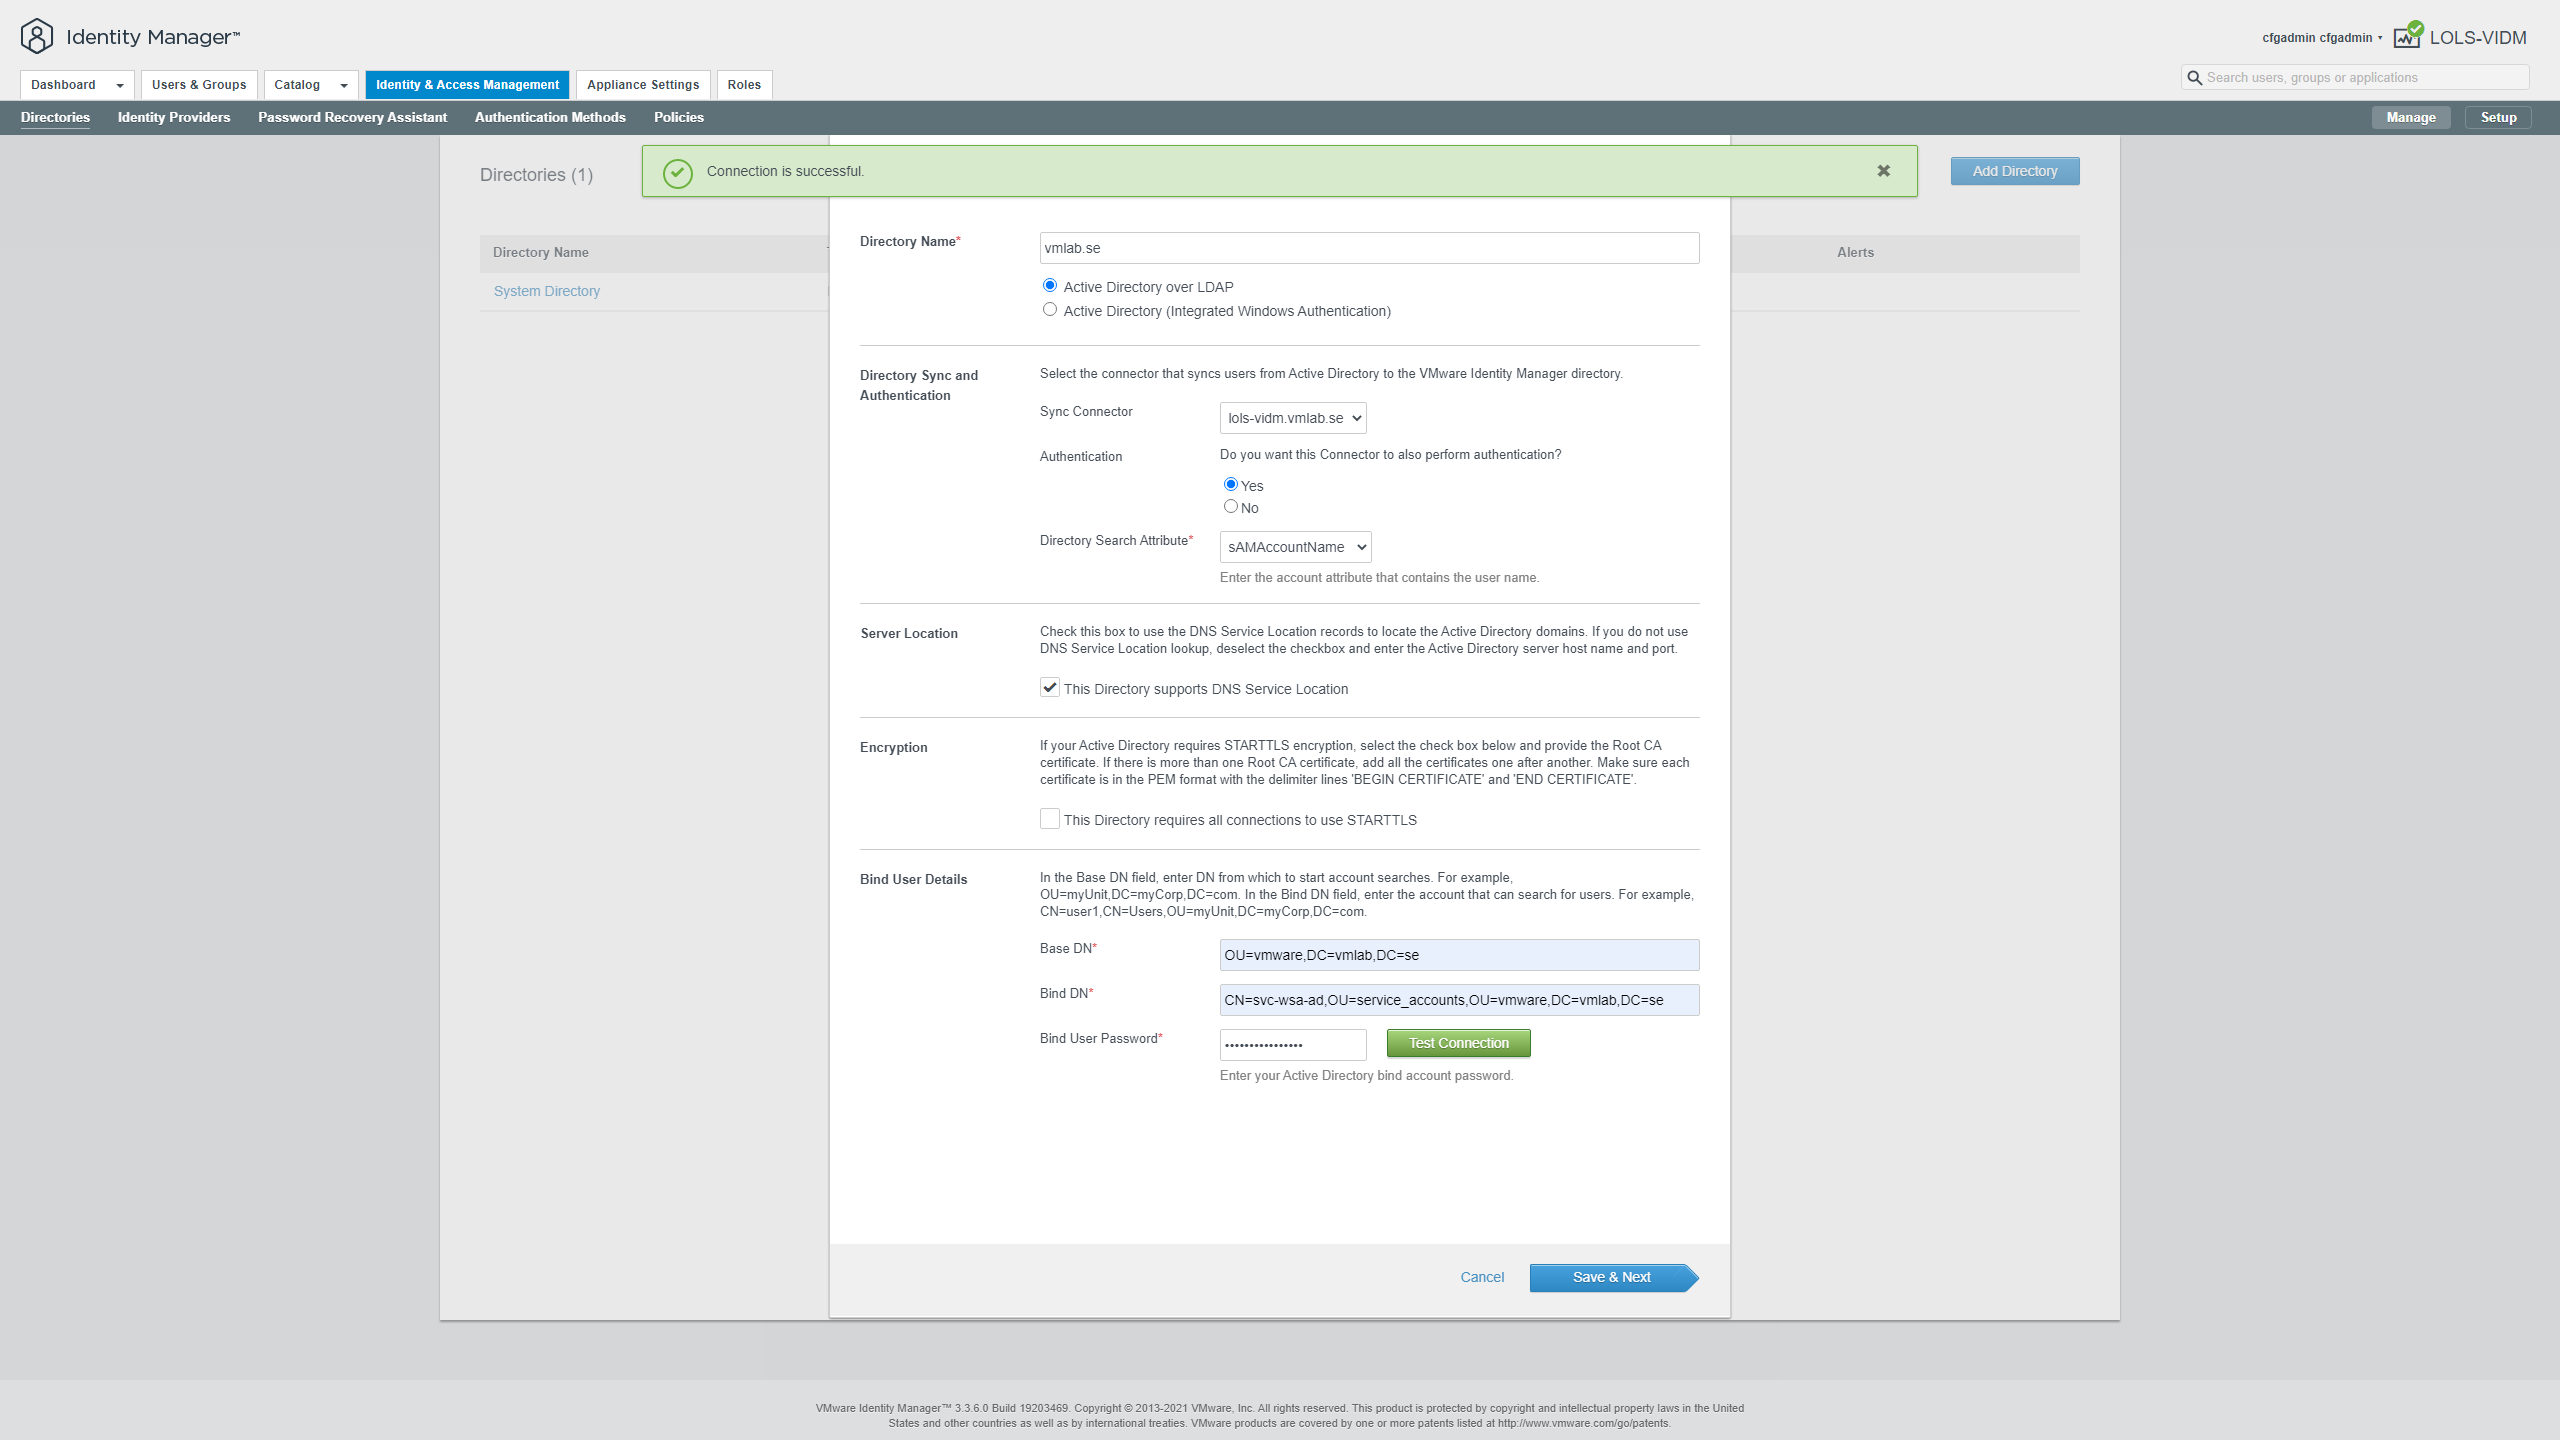 Identity Manager™
cfgadmin cfgadmin
LOLS-VIDM
Dashboard
Users & Groups
Catalog
Identity & Access Management
Appliance Settings
Roles
Search users, groups or applications
Directories
Identity Providers
Password Recovery Assistant
Authentication Methods
Policies
Manage
Setup
Directories (1)
Connection is successful.
Add Directory
Directory Name
Alerts
System Directory
Directory Name*
vmlab.se
Active Directory over LDAP
Active Directory (Integrated Windows Authentication)
Directory Sync and
Authentication
Select the connector that syncs users from Active Directory to the VMware Identity Manager directory.
Sync Connector
lols-vidm.vmlab.se
Authentication
Do you want this Connector to also perform authentication?
Yes
No
Directory Search Attribute*
sAMAccountName
Enter the account attribute that contains the user name.
Server Location
Check this box to use the DNS Service Location records to locate the Active Directory domains. If you do not use
DNS Service Location lookup, deselect the checkbox and enter the Active Directory server host name and port.
This Directory supports DNS Service Location
Encryption
If your Active Directory requires STARTTLS encryption, select the check box below and provide the Root CA
certificate. If there is more than one Root CA certificate, add all the certificates one after another. Make sure each
certificate is in the PEM format with the delimiter lines 'BEGIN CERTIFICATE' and 'END CERTIFICATE'.
This Directory requires all connections to use STARTTLS
Bind User Details
In the Base DN field, enter DN from which to start account searches. For example,
OU=myUnit,DC=myCorp,DC=com. In the Bind DN field, enter the account that can search for users. For example,
CN=user1,CN=Users,OU=myUnit,DC=myCorp,DC=com.
Base DN*
OU=vmware,DC=vmlab,DC=se
Bind DN*
CN=svc-wsa-ad,OU=service_accounts,OU=vmware,DC=vmlab,DC=se
Bind User Password*
••••••••••••••••
Test Connection
Enter your Active Directory bind account password.
Cancel
Save & Next
VMware Identity Manager™ 3.3.6.0 Build 19203469. Copyright © 2013-2021 VMware, Inc. All rights reserved. This product is protected by copyright and intellectual property laws in the United
States and other countries as well as by international treaties. VMware products are covered by one or more patents listed at http://www.vmware.com/go/patents.